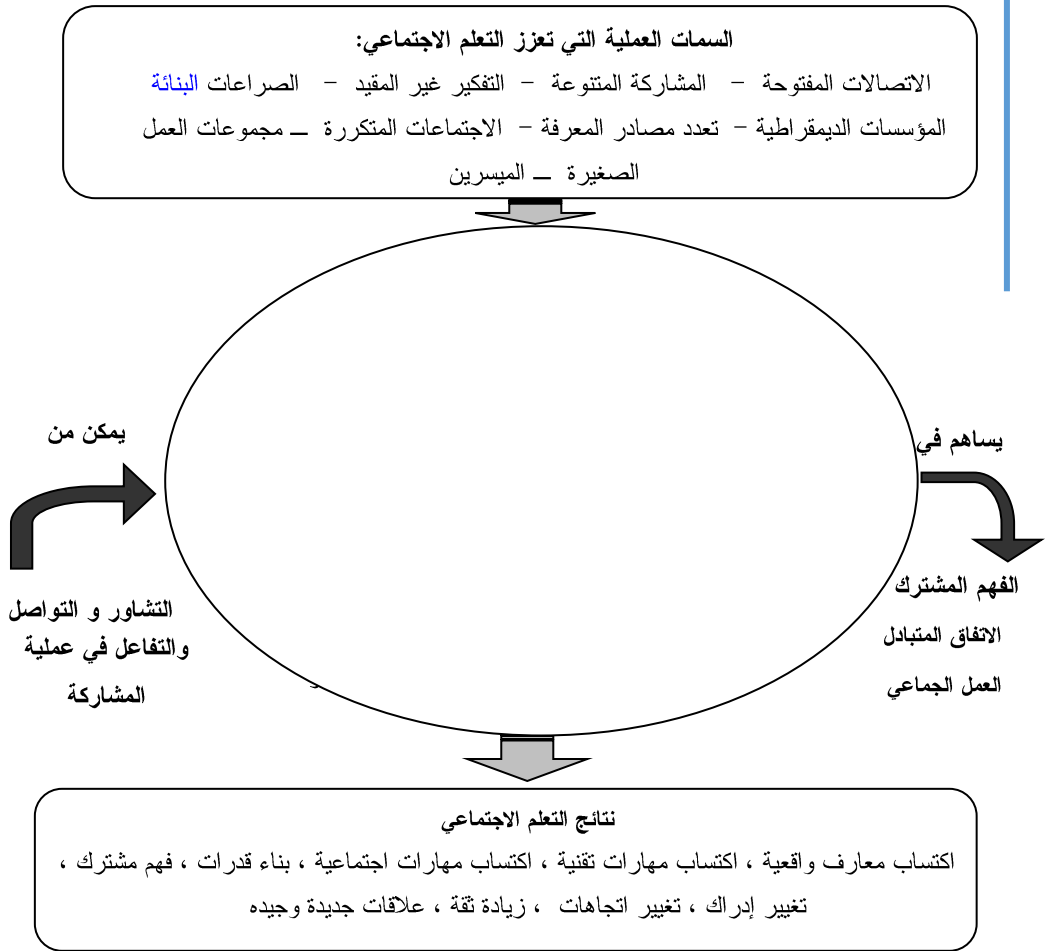 السمات العملية التي تعزز التعلم الاجتماعي:
الاتصالات المفتوحة – المشاركة المتنوعة – التفكير غير المقيد – الصراعات البنائة
المؤسسات الديمقراطية – تعدد مصادر المعرفة – الاجتماعات المتكررة – مجموعات العمل
الصغيرة – الميسرين
يمكن من
التشاور و التواصل
والتفاعل في عملية
المشاركة
يساهم في
الفهم المشترك
الاتفاق المتبادل
العمل الجماعي
نتائج التعلم الاجتماعي
اكتساب معارف واقعية ، اكتساب مهارات تقنية ، اكتساب مهارات اجتماعية ، بناء قدرات ، فهم مشترك ،
تغيير إدراك ، تغيير اتجاهات ، زيادة ثقة ، علاقات جديدة وجيده